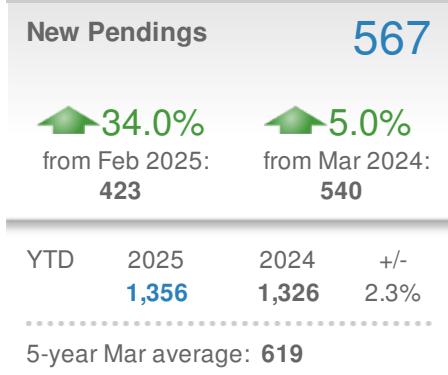 New Pendings 567
34.0% 5.0%
from Feb 2025: from Mar 2024:
423 540
YTD 2025 2024 +/-
1,356 1,326 2.3%
5-year Mar average: 619